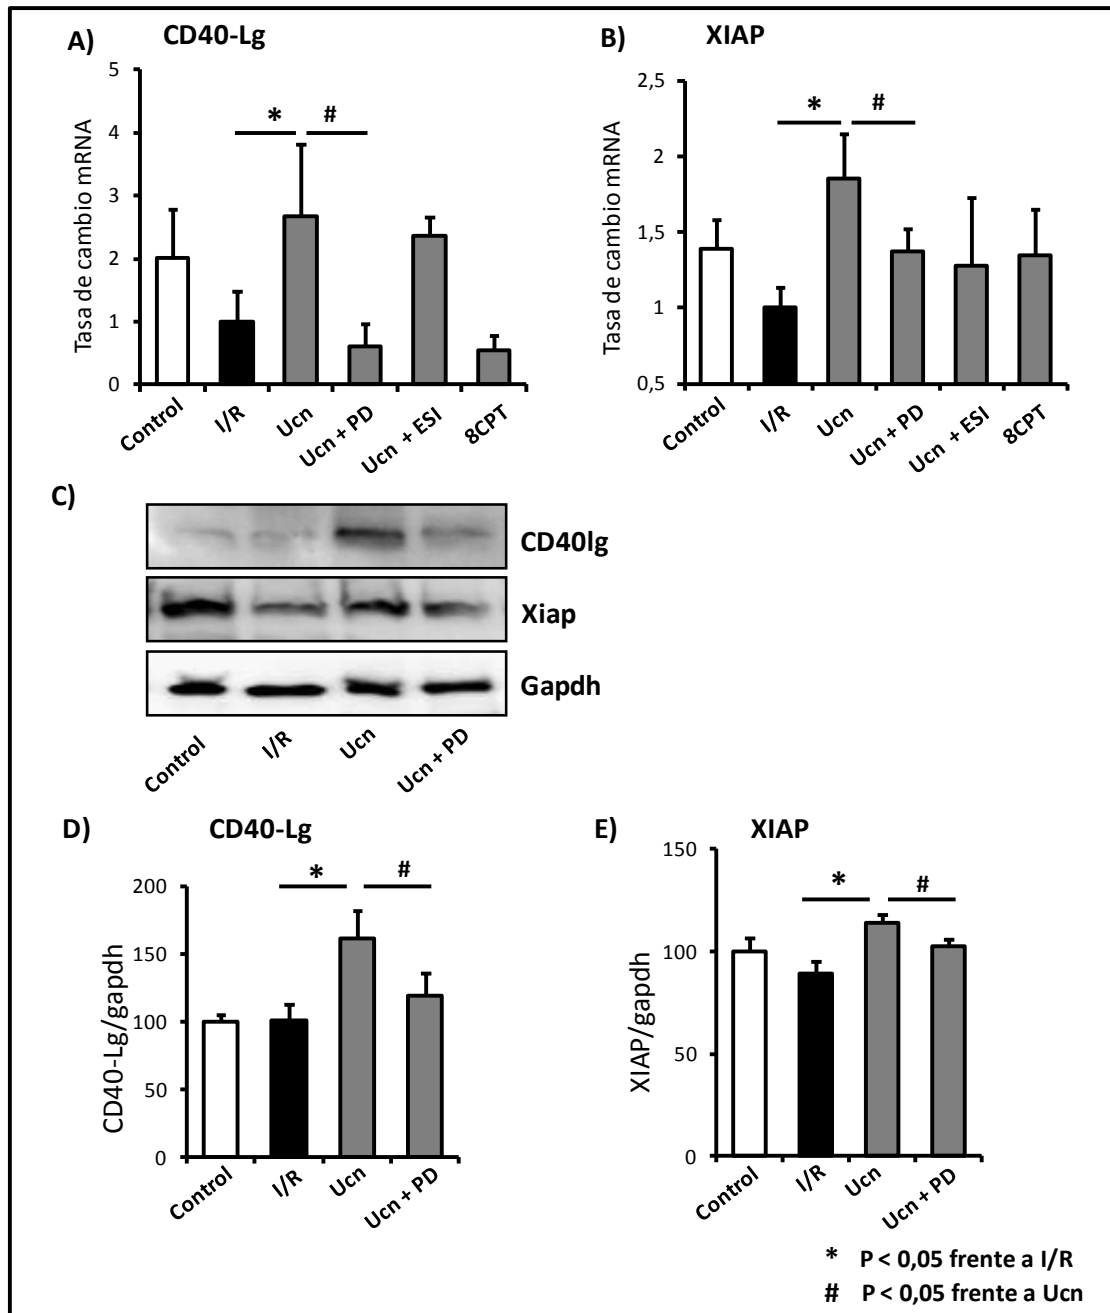 A) CD40-Lg
Tasa de cambio mRNA
5
4
3
2
1
0
* #
Control I/R Ucn Ucn + PD Ucn + ESI 8CPT
B) XIAP
Tasa de cambio mRNA
2,5
2
1,5
1
0,5
* #
Control I/R Ucn Ucn + PD Ucn + ESI 8CPT
C)
CD40lg
Xiap
Gapdh
Control I/R Ucn Ucn + PD
D) CD40-Lg
CD40-Lg/gapdh
200
150
100
50
0
* #
Control I/R Ucn Ucn + PD
E) XIAP
XIAP/gapdh
150
100
50
0
* #
Control I/R Ucn Ucn + PD
* P < 0,05 frente a I/R
# P < 0,05 frente a Ucn